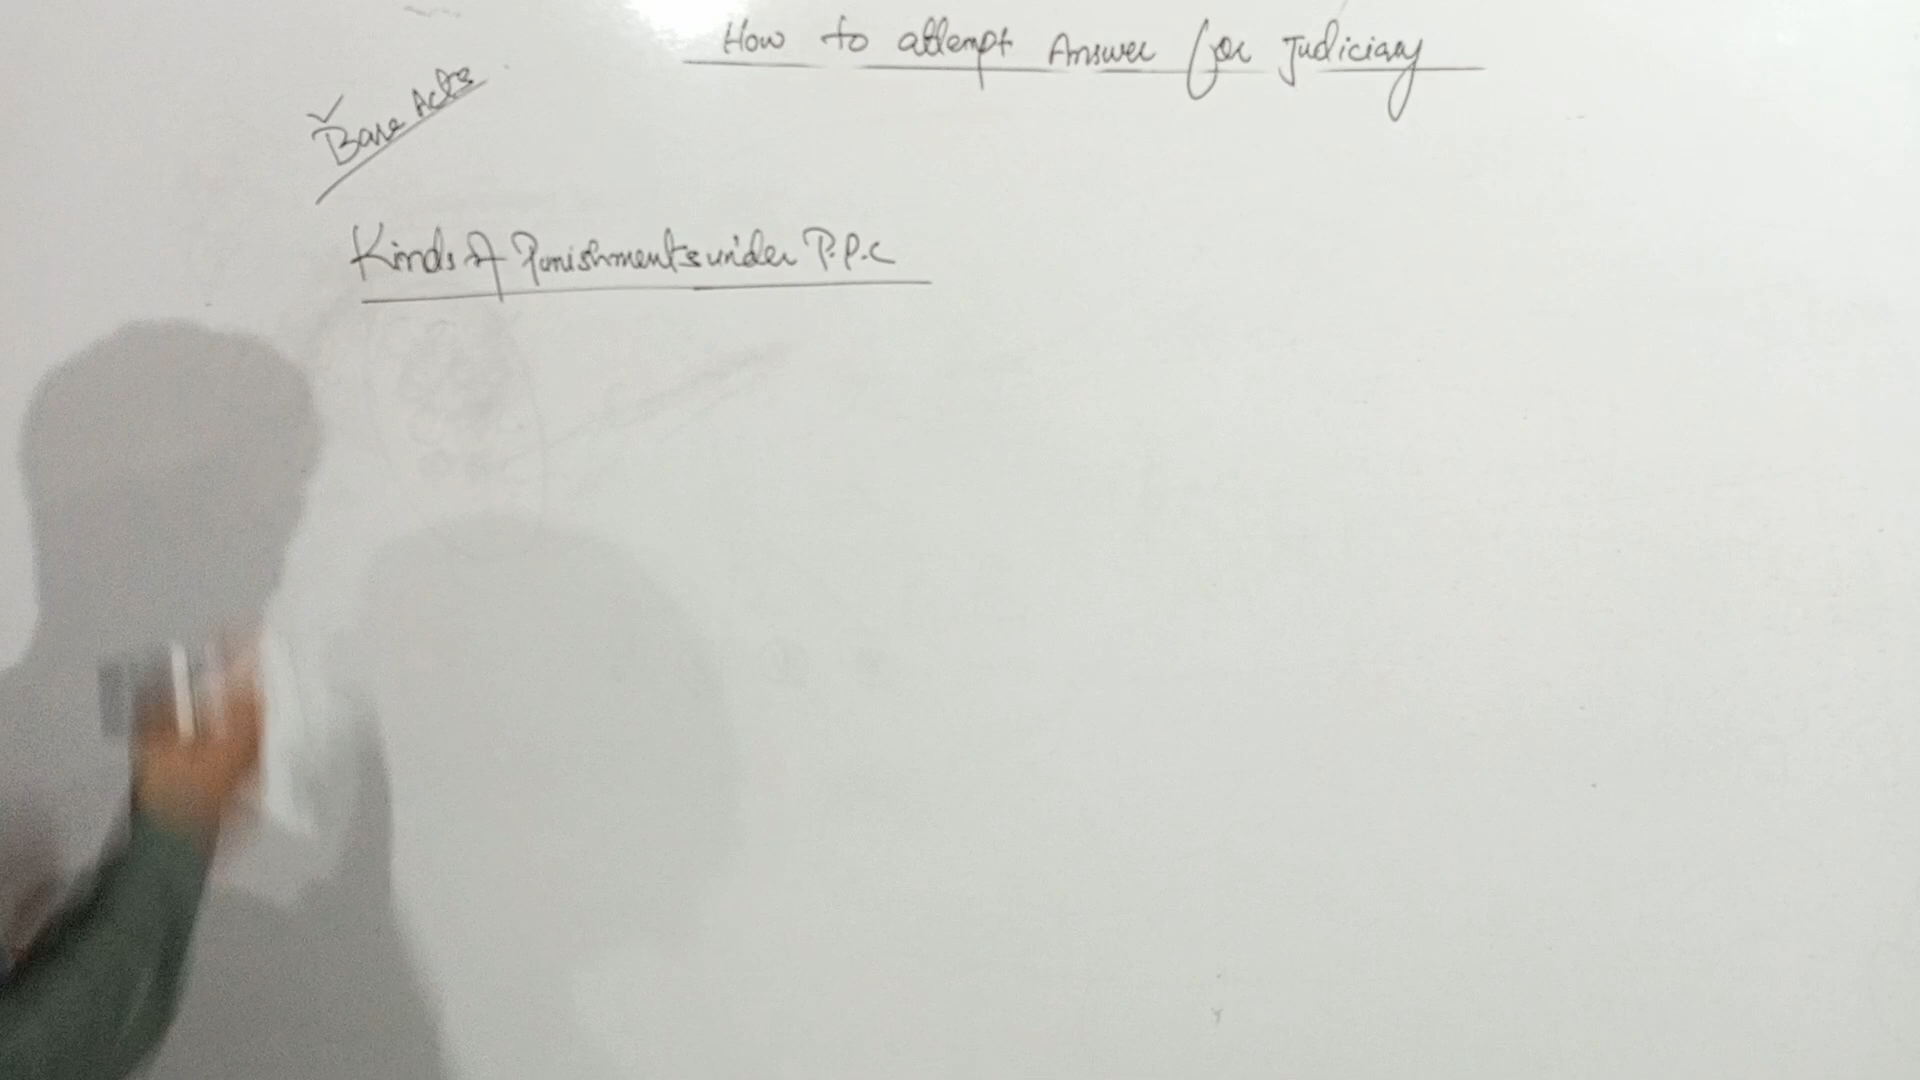 How to attempt Answer for Judiciary
Bare Acts
Kinds of Punishments under P.P.C